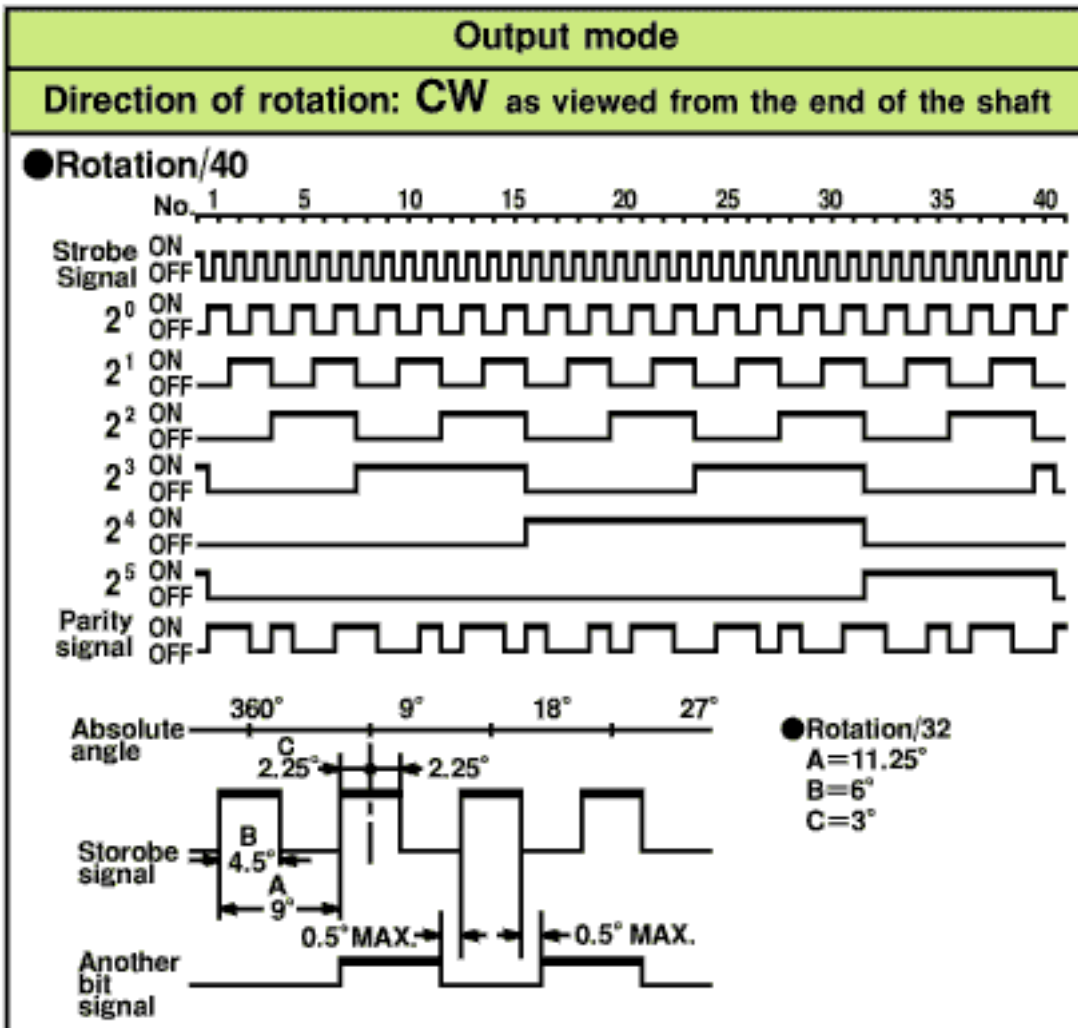 Output mode
Direction of rotation: CW as viewed from the end of the shaft
●Rotation/40
No. 1 5 10 15 20 25 30 35 40
Strobe Signal ON OFF
2⁰ ON OFF
2¹ ON OFF
2² ON OFF
2³ ON OFF
2⁴ ON OFF
2⁵ ON OFF
Parity signal ON OFF
Absolute angle 360° 9° 18° 27°
C
2.25° 2.25°
Storobe signal
B
4.5°
A
9°
0.5° MAX. 0.5° MAX.
Another bit signal
●Rotation/32
A=11.25°
B=6°
C=3°